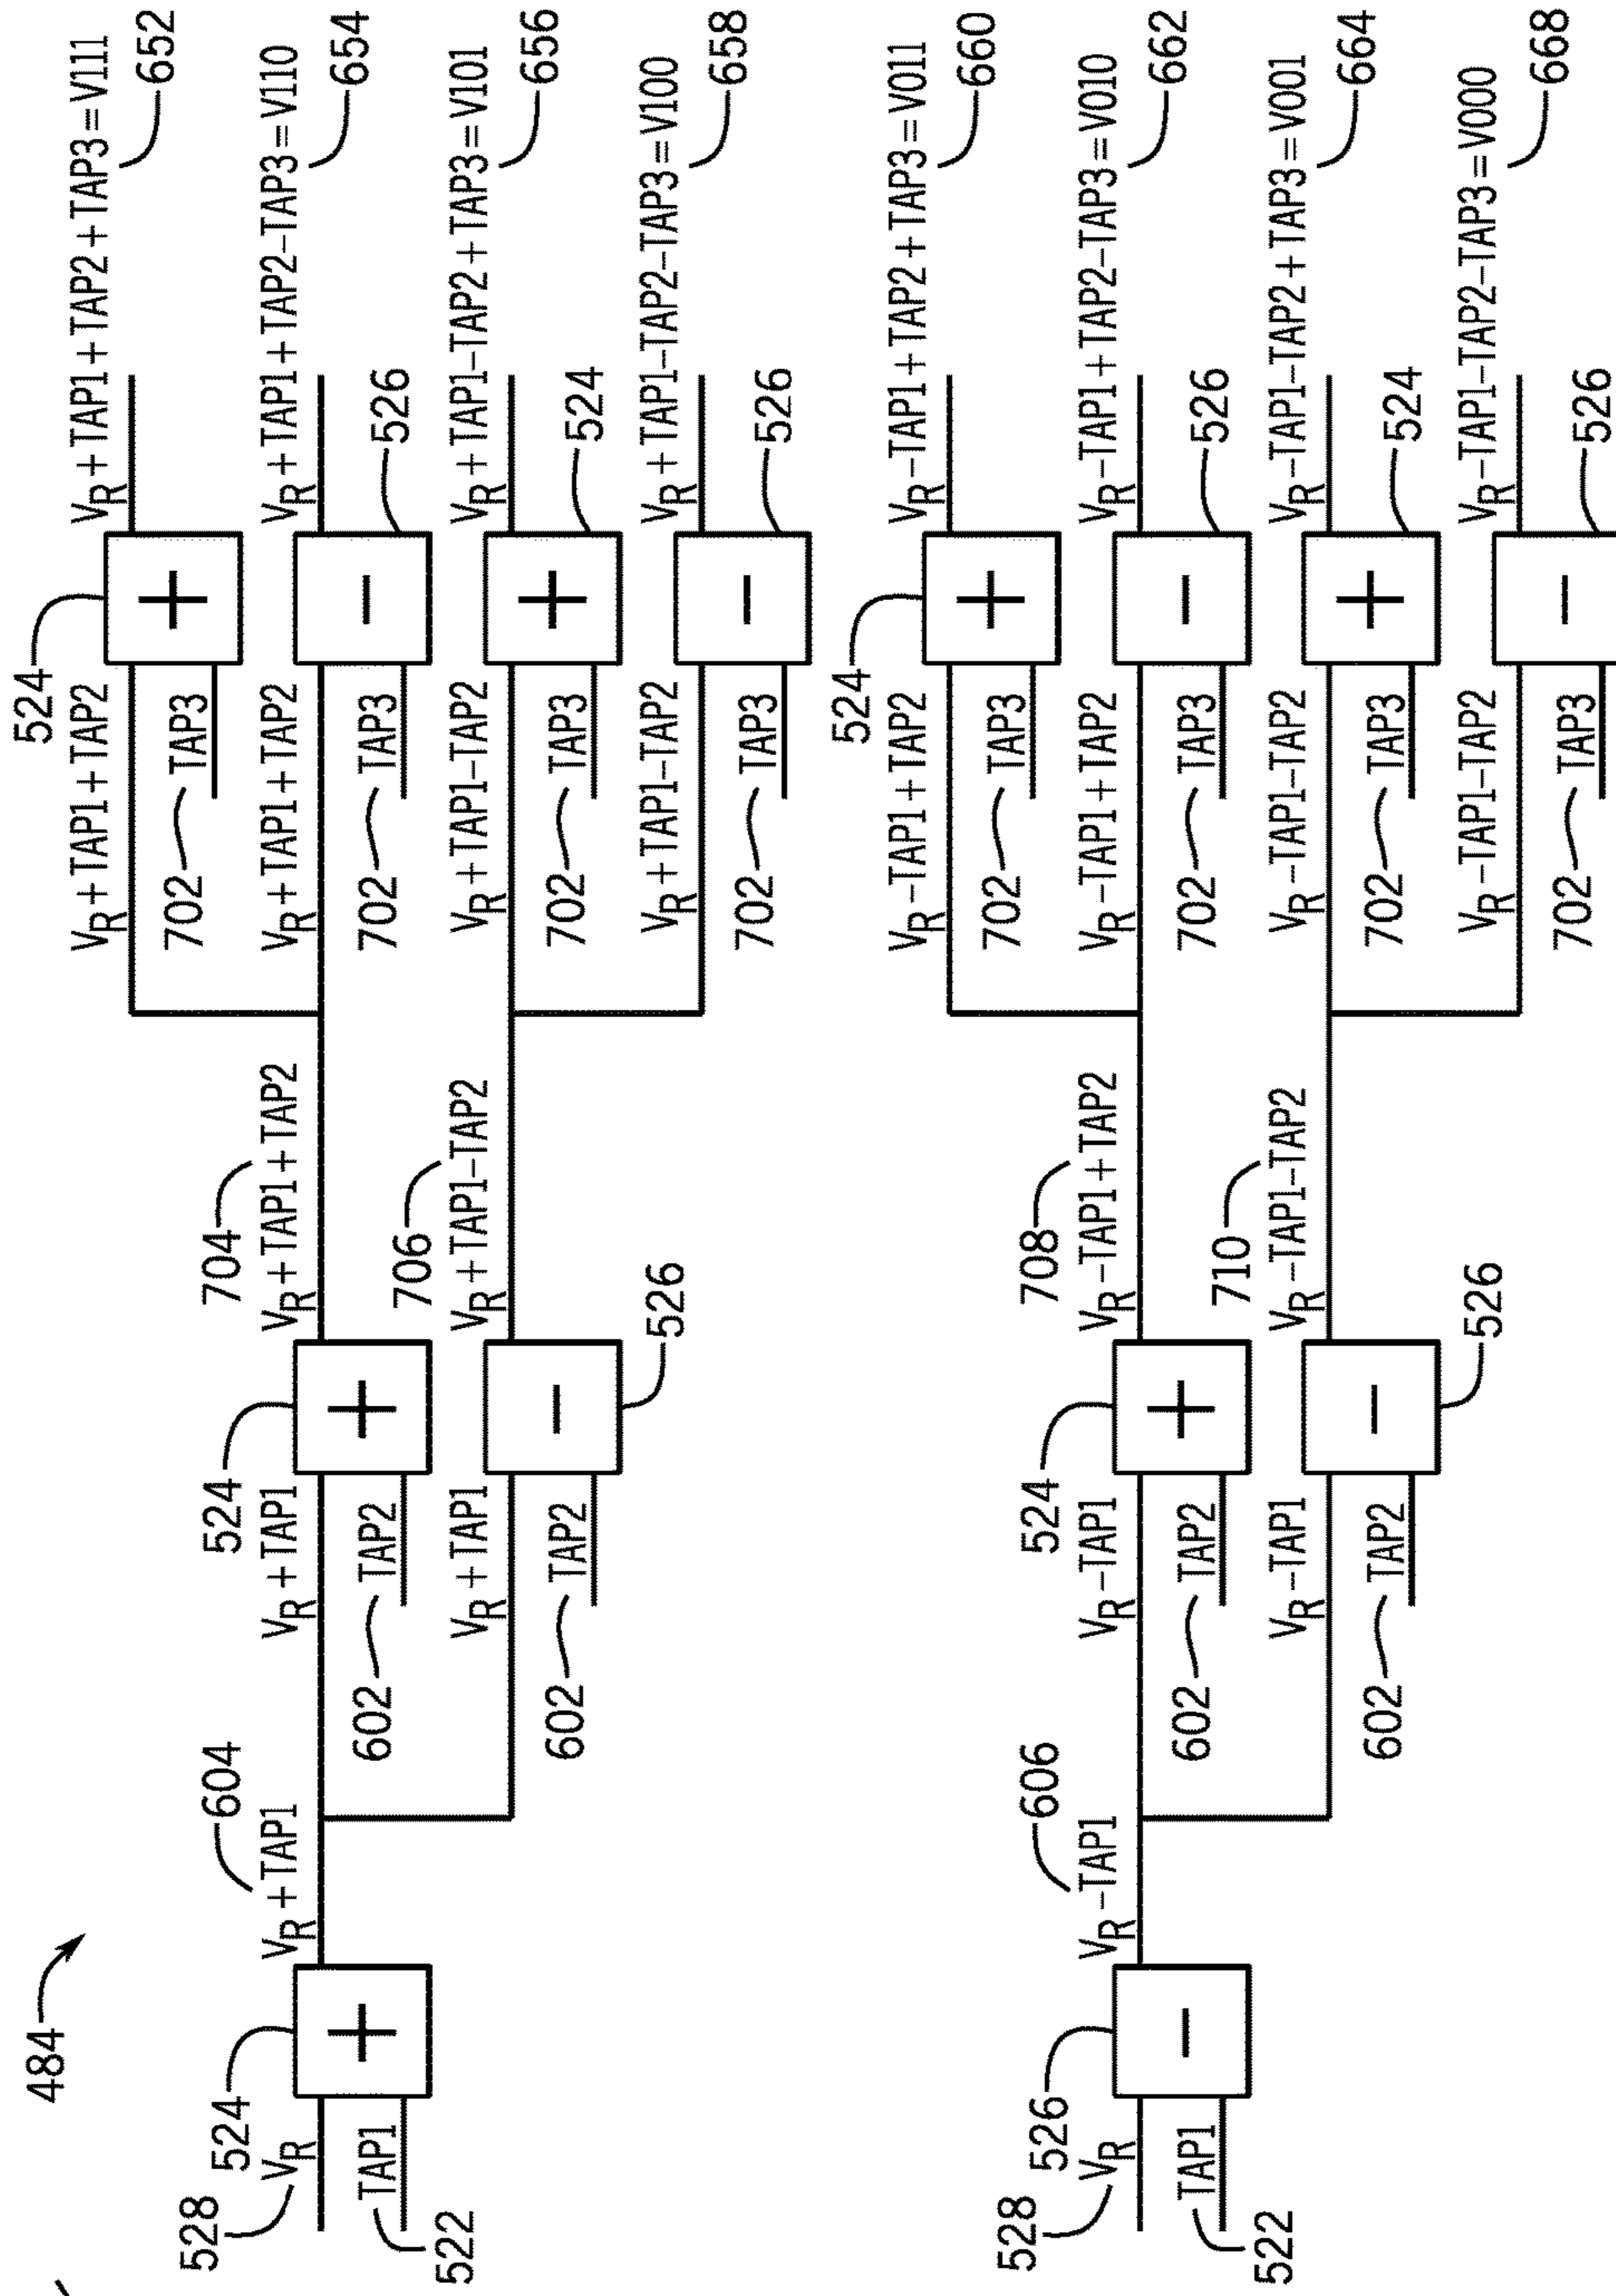 484
528
V_R
522
TAP1
524
V_R+TAP1
604
V_R+TAP1
602
TAP2
524
V_R+TAP1
602
TAP2
526
V_R+TAP1+TAP2
704
V_R+TAP1-TAP2
706
V_R+TAP1+TAP2
702
TAP3
524
V_R+TAP1+TAP2+TAP3=V111
652
V_R+TAP1+TAP2
702
TAP3
526
V_R+TAP1+TAP2-TAP3=V110
654
V_R+TAP1-TAP2
702
TAP3
524
V_R+TAP1-TAP2+TAP3=V101
656
V_R+TAP1-TAP2
702
TAP3
526
V_R+TAP1-TAP2-TAP3=V100
658
528
V_R
522
TAP1
526
V_R-TAP1
606
V_R-TAP1
602
TAP2
524
V_R-TAP1
602
TAP2
526
V_R-TAP1+TAP2
708
V_R-TAP1-TAP2
710
V_R-TAP1+TAP2
702
TAP3
524
V_R-TAP1+TAP2+TAP3=V011
660
V_R-TAP1+TAP2
702
TAP3
526
V_R-TAP1+TAP2-TAP3=V010
662
V_R-TAP1-TAP2
702
TAP3
524
V_R-TAP1-TAP2+TAP3=V001
664
V_R-TAP1-TAP2
702
TAP3
526
V_R-TAP1-TAP2-TAP3=V000
668